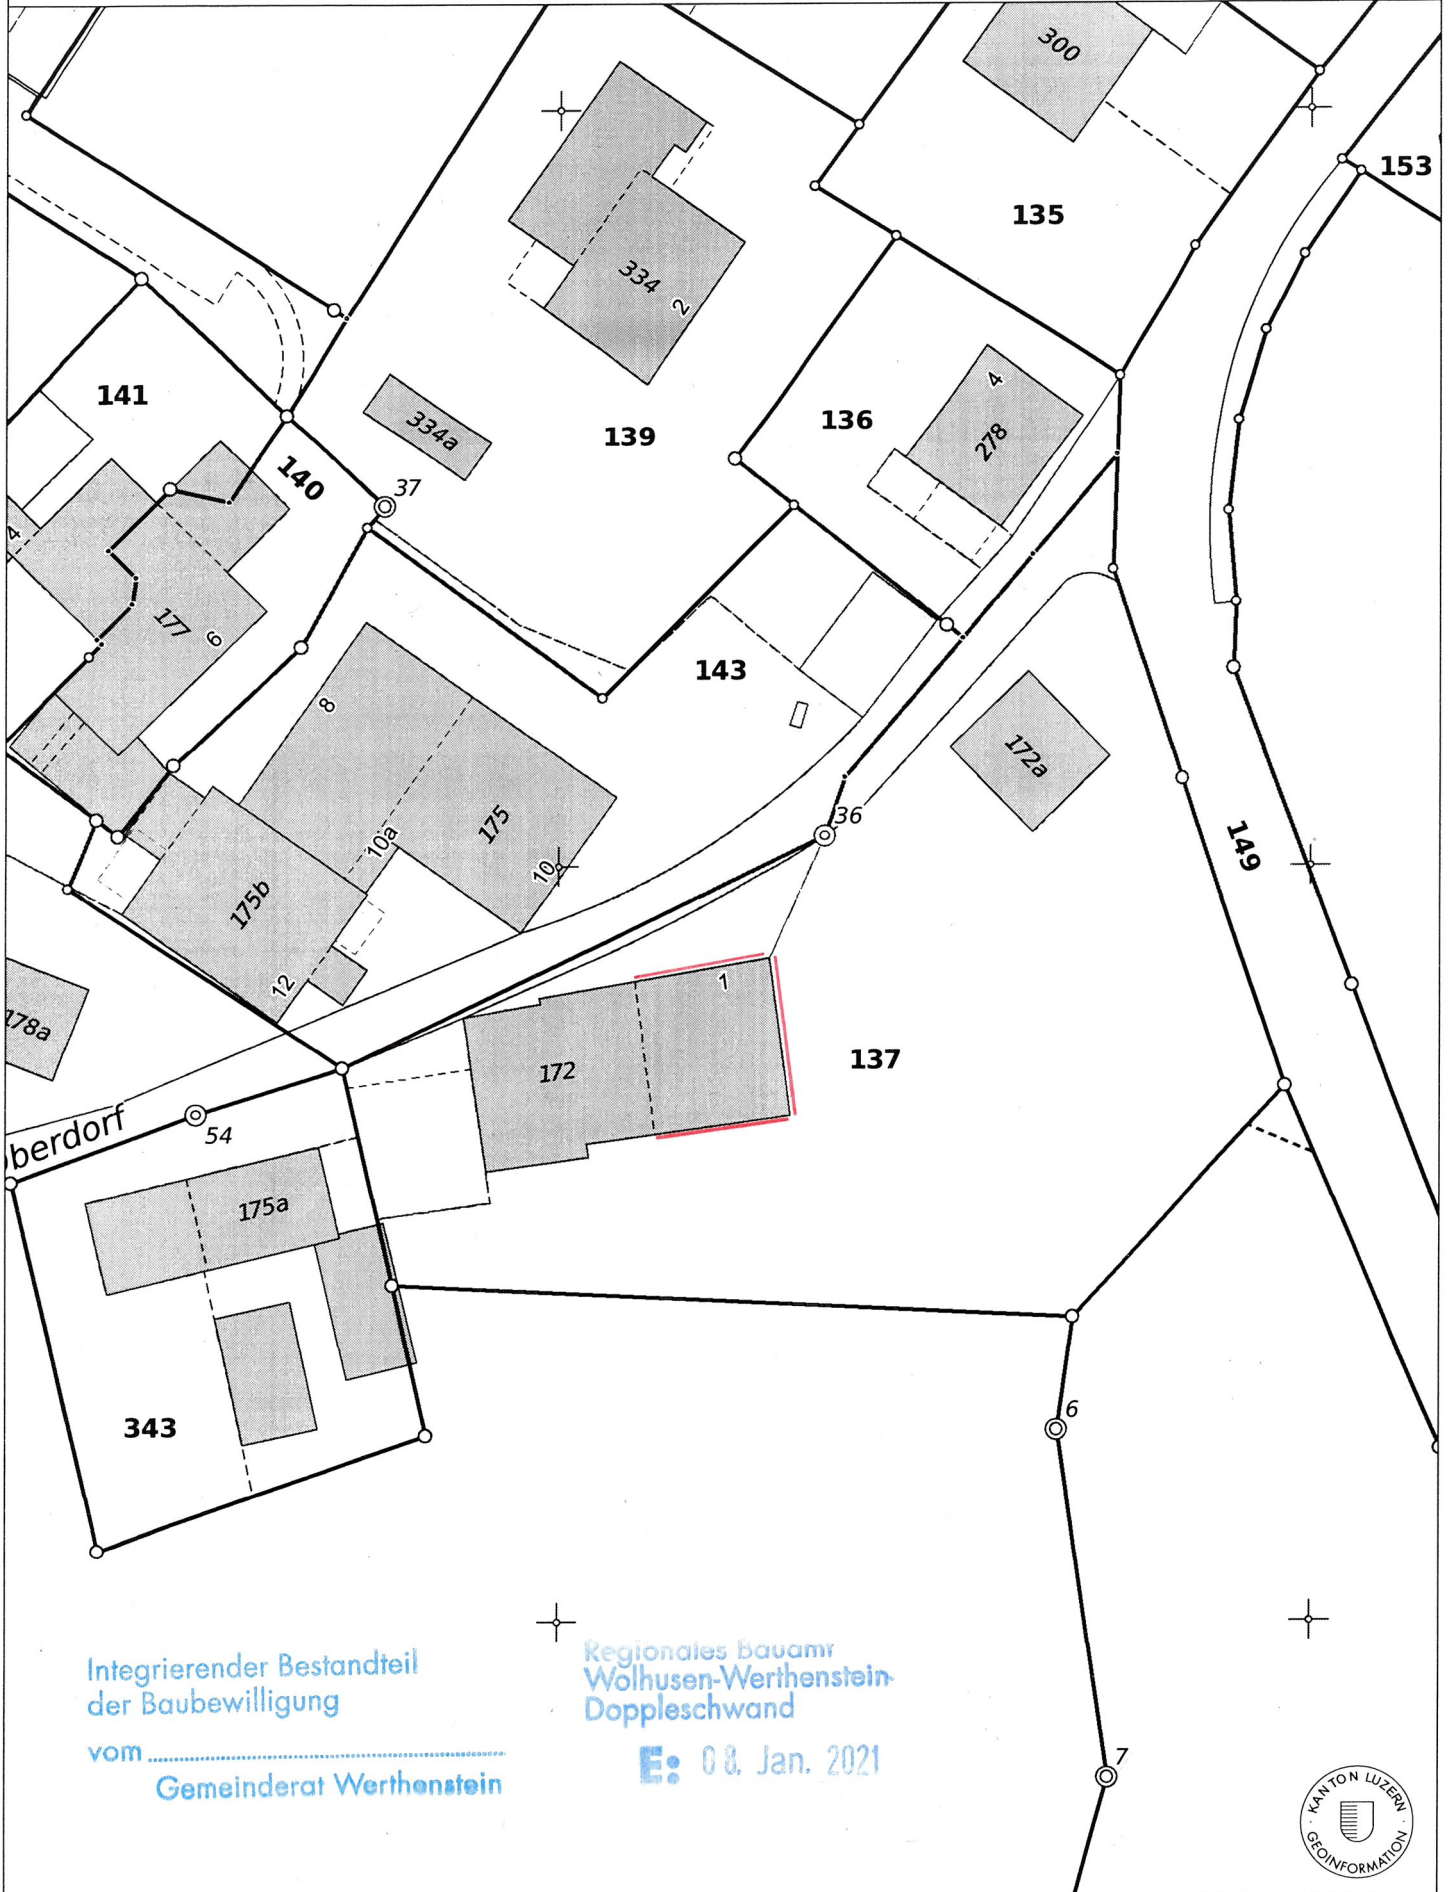 300
153
135
334
2
141
334a
139
136
4
278
140
37
4
177
6
143
8
172a
36
175
10a
10
149
175b
12
1
178a
172
137
berdorf
54
175a
343
6
Integrierender Bestandteil
der Baubewilligung
vom
Gemeinderat Werthenstein
Regionales Bauamt
Wolhusen-Werthenstein-
Doppleschwand
E: 08. Jan. 2021
7
KANTON LUZERN
GEOINFORMATION